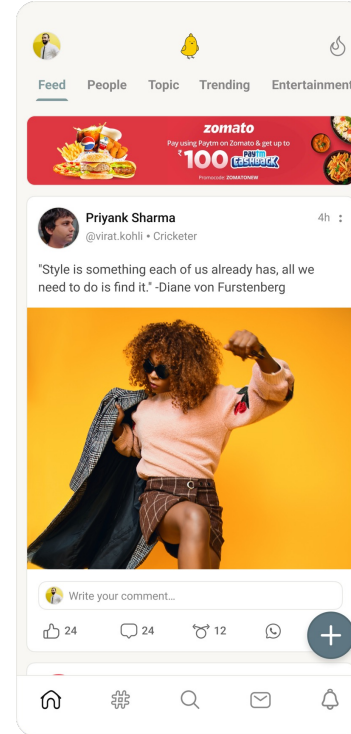 Feed People Topic Trending Entertainment
zomato
Pay using Paytm on Zomato & get up to
₹100 PAYTM CASHBACK
Promocode: ZOMATONEW
Priyank Sharma 4h
@virat.kohli • Cricketer
"Style is something each of us already has, all we
need to do is find it." -Diane von Furstenberg
Write your comment...
24 24 12